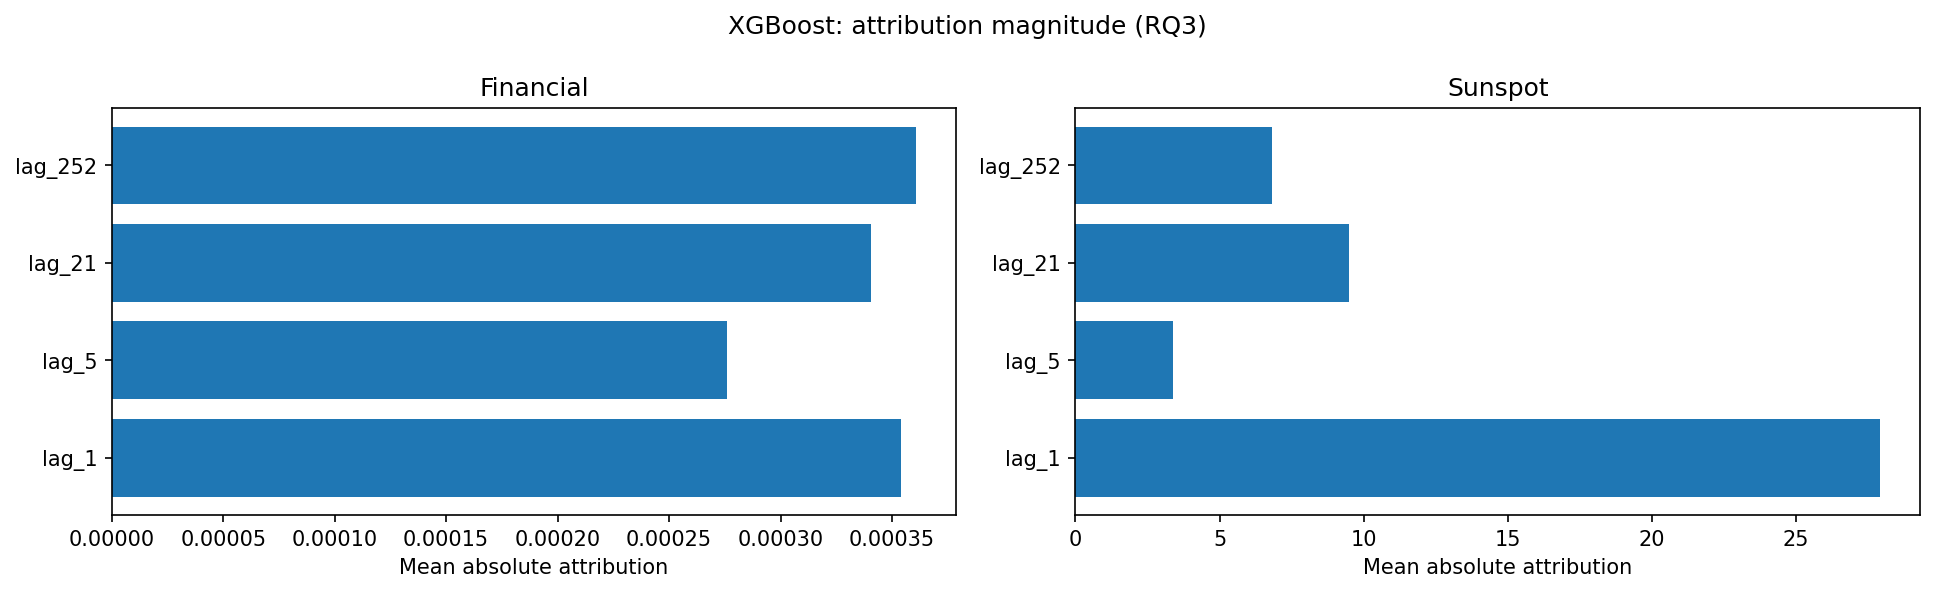 XGBoost: attribution magnitude (RQ3)
Financial
lag_252
lag_21
lag_5
lag_1
0.00000 0.00005 0.00010 0.00015 0.00020 0.00025 0.00030 0.00035
Mean absolute attribution
Sunspot
lag_252
lag_21
lag_5
lag_1
0 5 10 15 20 25
Mean absolute attribution